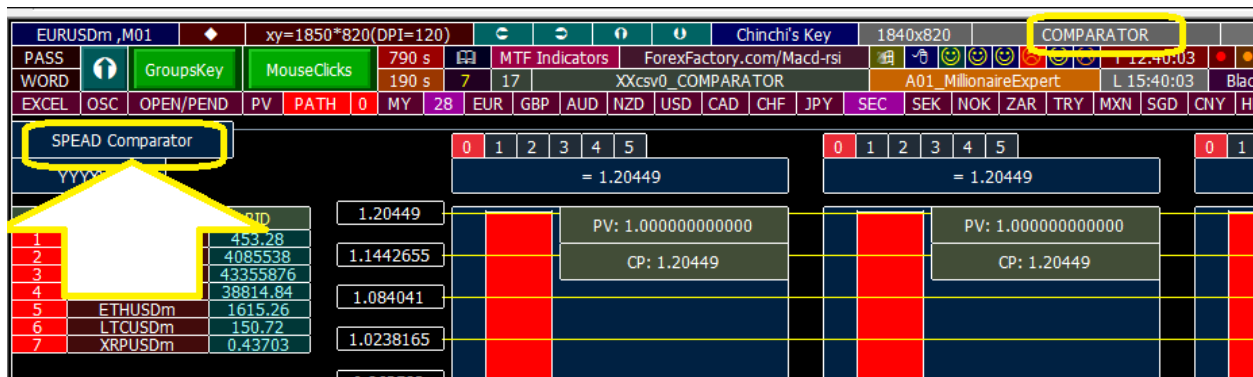 EURUSDm ,M01 ◆ xy=1850*820(DPI=120) Chinchi's Key 1840x820 COMPARATOR
PASS GroupsKey MouseClicks 790 s MTF Indicators ForexFactory.com/Macd-rsi T 12:40:03
WORD 190 s 7 17 XXcsv0_COMPARATOR A01_MillionaireExpert L 15:40:03 Blac
EXCEL OSC OPEN/PEND PV PATH 0 MY 28 EUR GBP AUD NZD USD CAD CHF JPY SEC SEK NOK ZAR TRY MXN SGD CNY H
SPEAD Comparator
0 1 2 3 4 5 0 1 2 3 4 5 0 1
= 1.20449 = 1.20449
BID 1.20449
PV: 1.000000000000 PV: 1.000000000000
1 453.28
2 4085538 1.1442655
CP: 1.20449 CP: 1.20449
3 43355876
4 38814.84 1.084041
5 ETHUSDm 1615.26
6 LTCUSDm 150.72
7 XRPUSDm 0.43703 1.0238165